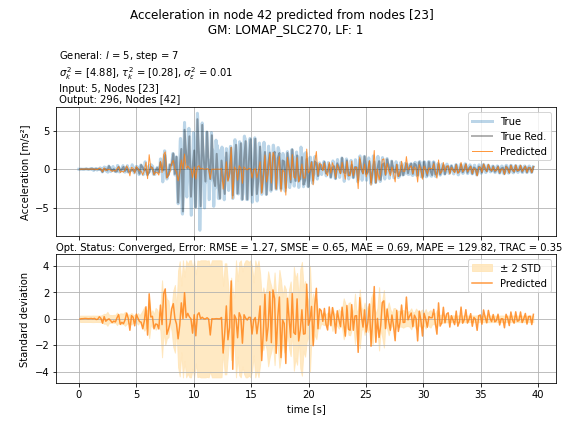 Acceleration in node 42 predicted from nodes [23]
GM: LOMAP_SLC270, LF: 1
General: l = 5, step = 7
σ²ₖ = [4.88], τ²ₖ = [0.28], σ²ε = 0.01
Input: 5, Nodes [23]
Output: 296, Nodes [42]
Acceleration [m/s²]
5
0
−5
True
True Red.
Predicted
Opt. Status: Converged, Error: RMSE = 1.27, SMSE = 0.65, MAE = 0.69, MAPE = 129.82, TRAC = 0.35
Standard deviation
4
2
0
−2
−4
± 2 STD
Predicted
0 5 10 15 20 25 30 35 40
time [s]